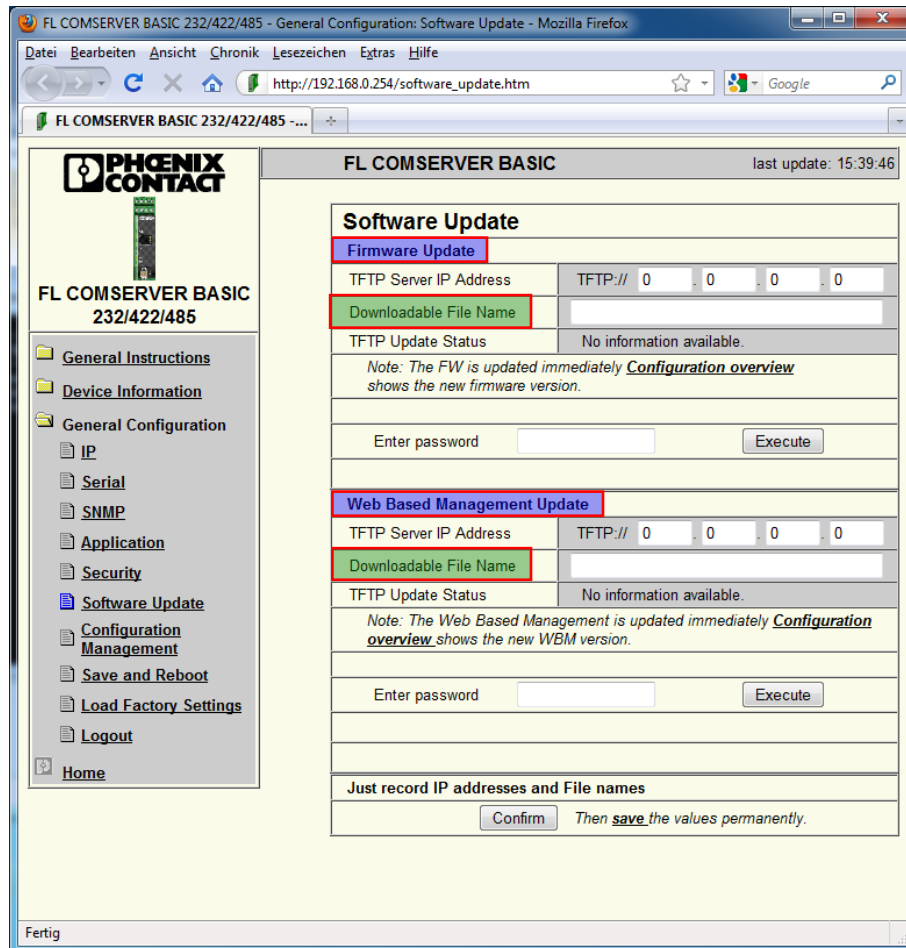 FL COMSERVER BASIC 232/422/485 - General Configuration: Software Update - Mozilla Firefox
Datei Bearbeiten Ansicht Chronik Lesezeichen Extras Hilfe
http://192.168.0.254/software_update.htm
Google
FL COMSERVER BASIC 232/422/485 -...
PHŒNIX
CONTACT
FL COMSERVER BASIC
232/422/485
General Instructions
Device Information
General Configuration
IP
Serial
SNMP
Application
Security
Software Update
Configuration
Management
Save and Reboot
Load Factory Settings
Logout
Home
FL COMSERVER BASIC last update: 15:39:46
Software Update
Firmware Update
TFTP Server IP Address TFTP:// 0 . 0 . 0 . 0
Downloadable File Name
TFTP Update Status No information available.
Note: The FW is updated immediately Configuration overview
shows the new firmware version.
Enter password Execute
Web Based Management Update
TFTP Server IP Address TFTP:// 0 . 0 . 0 . 0
Downloadable File Name
TFTP Update Status No information available.
Note: The Web Based Management is updated immediately Configuration
overview shows the new WBM version.
Enter password Execute
Just record IP addresses and File names
Confirm Then save the values permanently.
Fertig